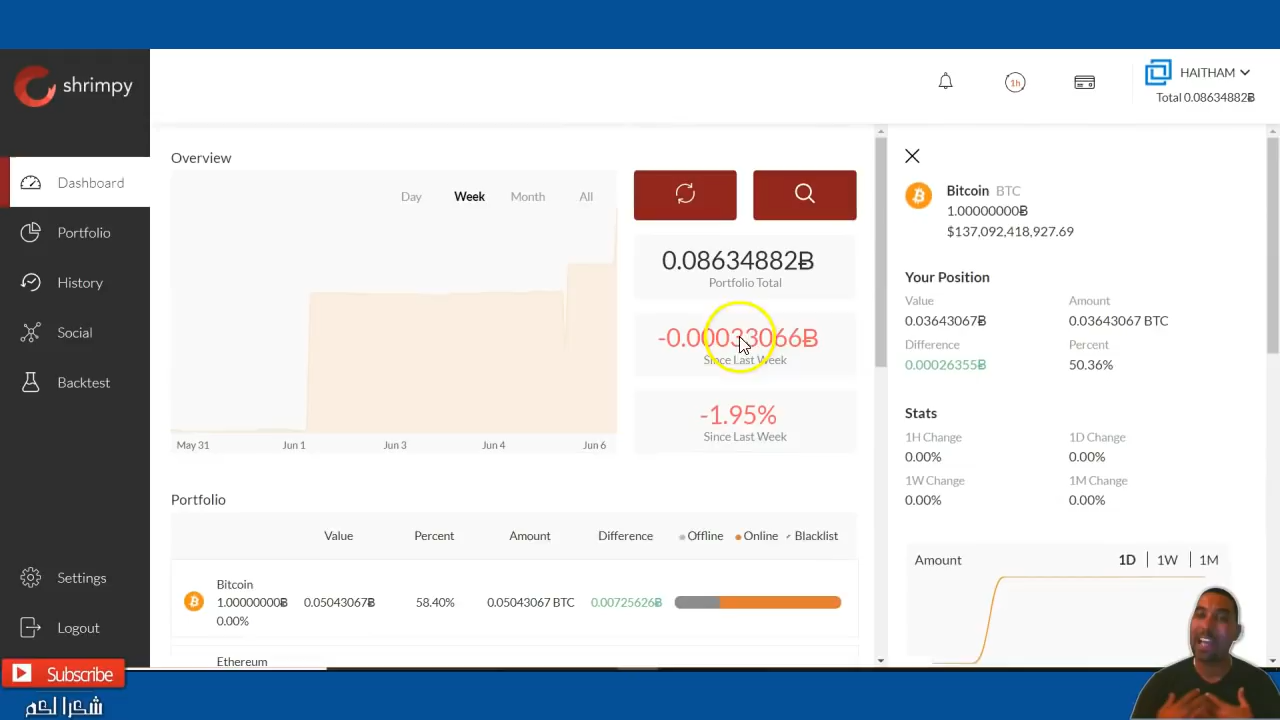 shrimpy
HAITHAM
Total 0.08634882Ƀ
1h
Dashboard
Portfolio
History
Social
Backtest
Settings
Logout
Subscribe
شكرا لكم
Overview
Day Week Month All
May 31 Jun 1 Jun 3 Jun 4 Jun 6
0.08634882Ƀ
Portfolio Total
-0.00033066Ƀ
Since Last Week
-1.95%
Since Last Week
Portfolio
Value Percent Amount Difference Offline Online Blacklist
Bitcoin
1.00000000Ƀ 0.05043067Ƀ 58.40% 0.05043067 BTC 0.00725626Ƀ
0.00%
Ethereum
Bitcoin BTC
1.00000000Ƀ
$137,092,418,927.69
Your Position
Value Amount
0.03643067Ƀ 0.03643067 BTC
Difference Percent
0.00026355Ƀ 50.36%
Stats
1H Change 1D Change
0.00% 0.00%
1W Change 1M Change
0.00% 0.00%
Amount 1D 1W 1M